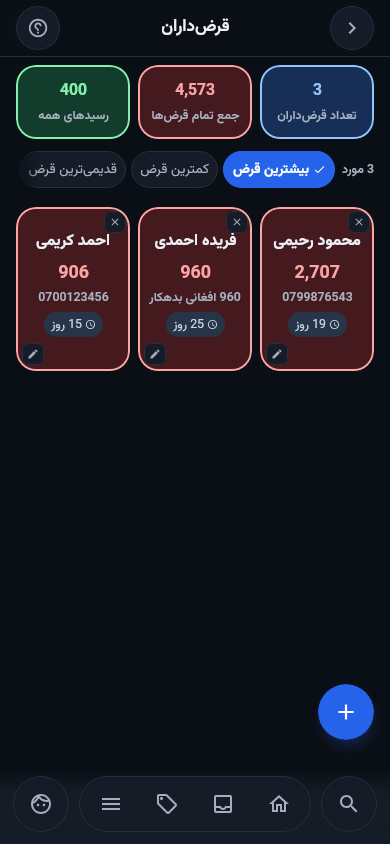 قرض‌داران
3
تعداد قرض‌داران
4,573
جمع تمام قرض‌ها
400
رسیدهای همه
3 مورد
بیشترین قرض
کمترین قرض
قدیمی‌ترین قرض
محمود رحیمی
2,707
0799876543
19 روز
فریده احمدی
960
960 افغانی بدهکار
25 روز
احمد کریمی
906
0700123456
15 روز